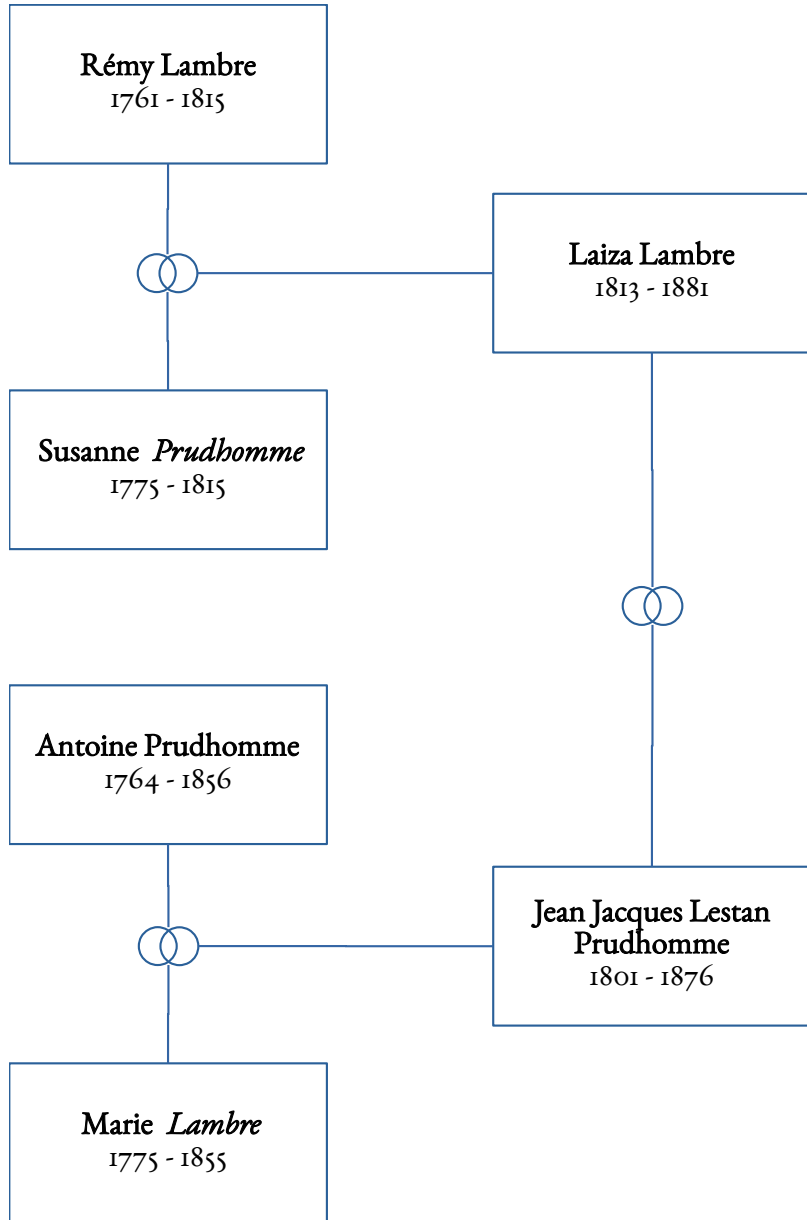 Rémy Lambre
1761 - 1815
Laiza Lambre
1813 - 1881
Susanne Prudhomme
1775 - 1815
Antoine Prudhomme
1764 - 1856
Jean Jacques Lestan
Prudhomme
1801 - 1876
Marie Lambre
1775 - 1855